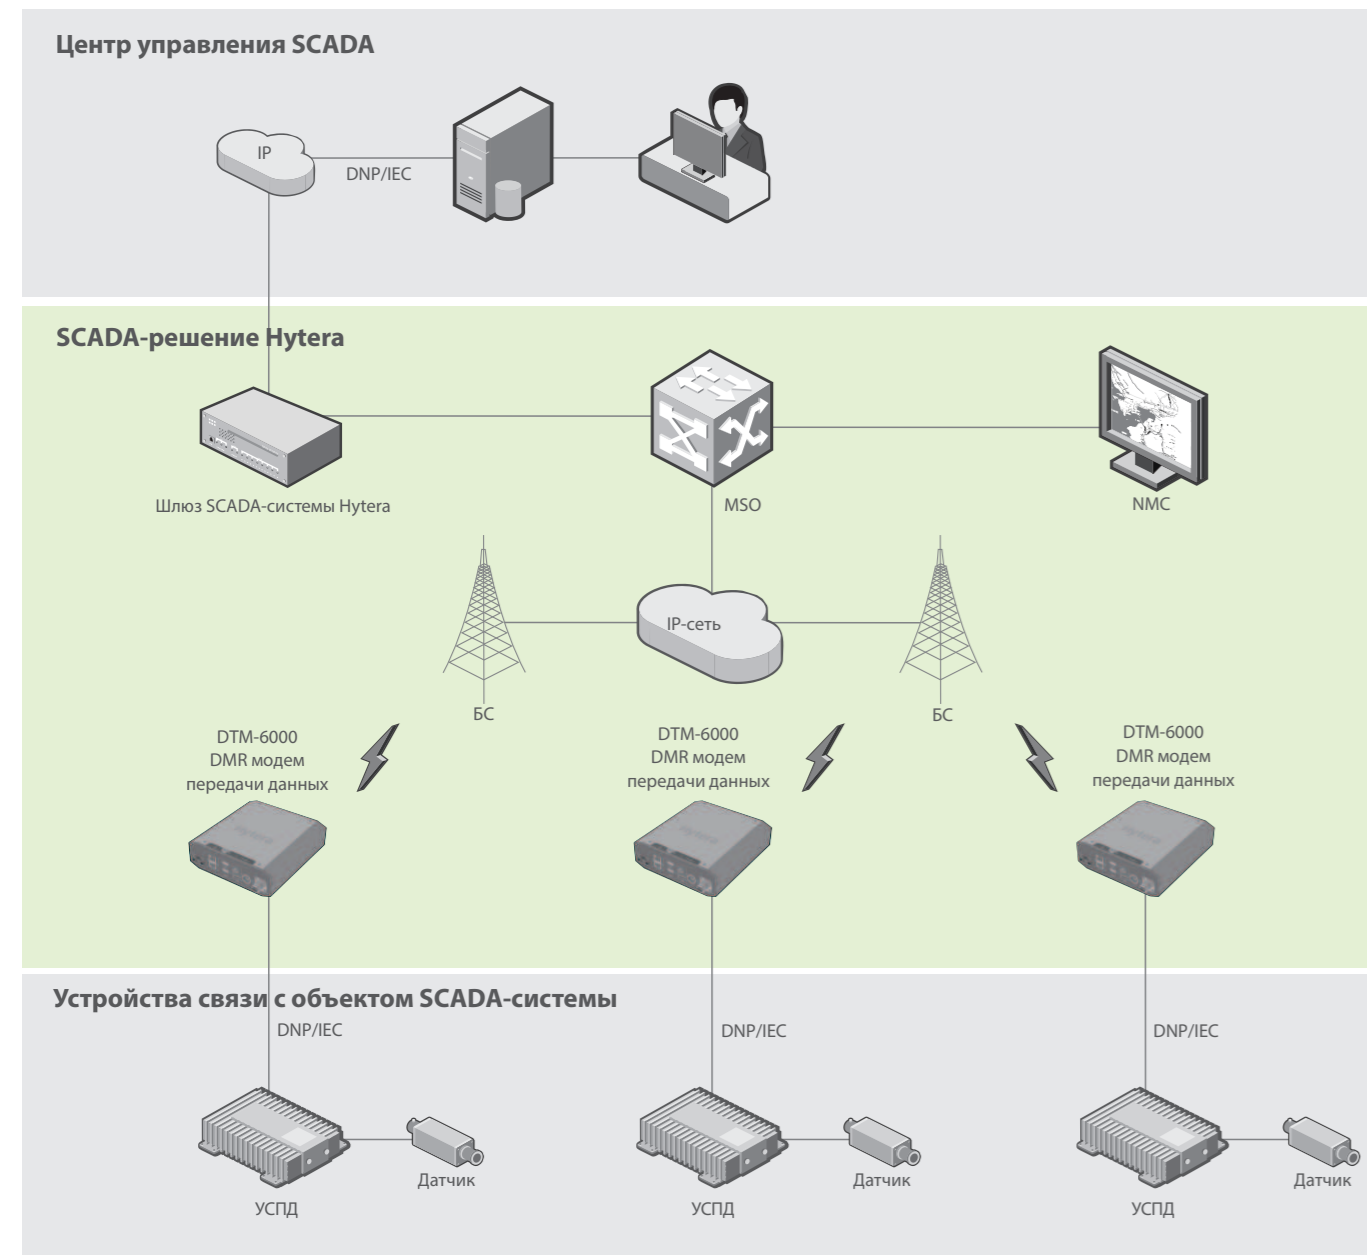 Центр управления SCADA
IP
DNP/IEC
SCADA-решение Hytera
Шлюз SCADA-системы Hytera
MSO
NMC
IP-сеть
БС
БС
DTM-6000
DMR модем
передачи данных
DTM-6000
DMR модем
передачи данных
DTM-6000
DMR модем
передачи данных
Устройства связи с объектом SCADA-системы
DNP/IEC
DNP/IEC
DNP/IEC
Датчик
Датчик
Датчик
УСПД
УСПД
УСПД